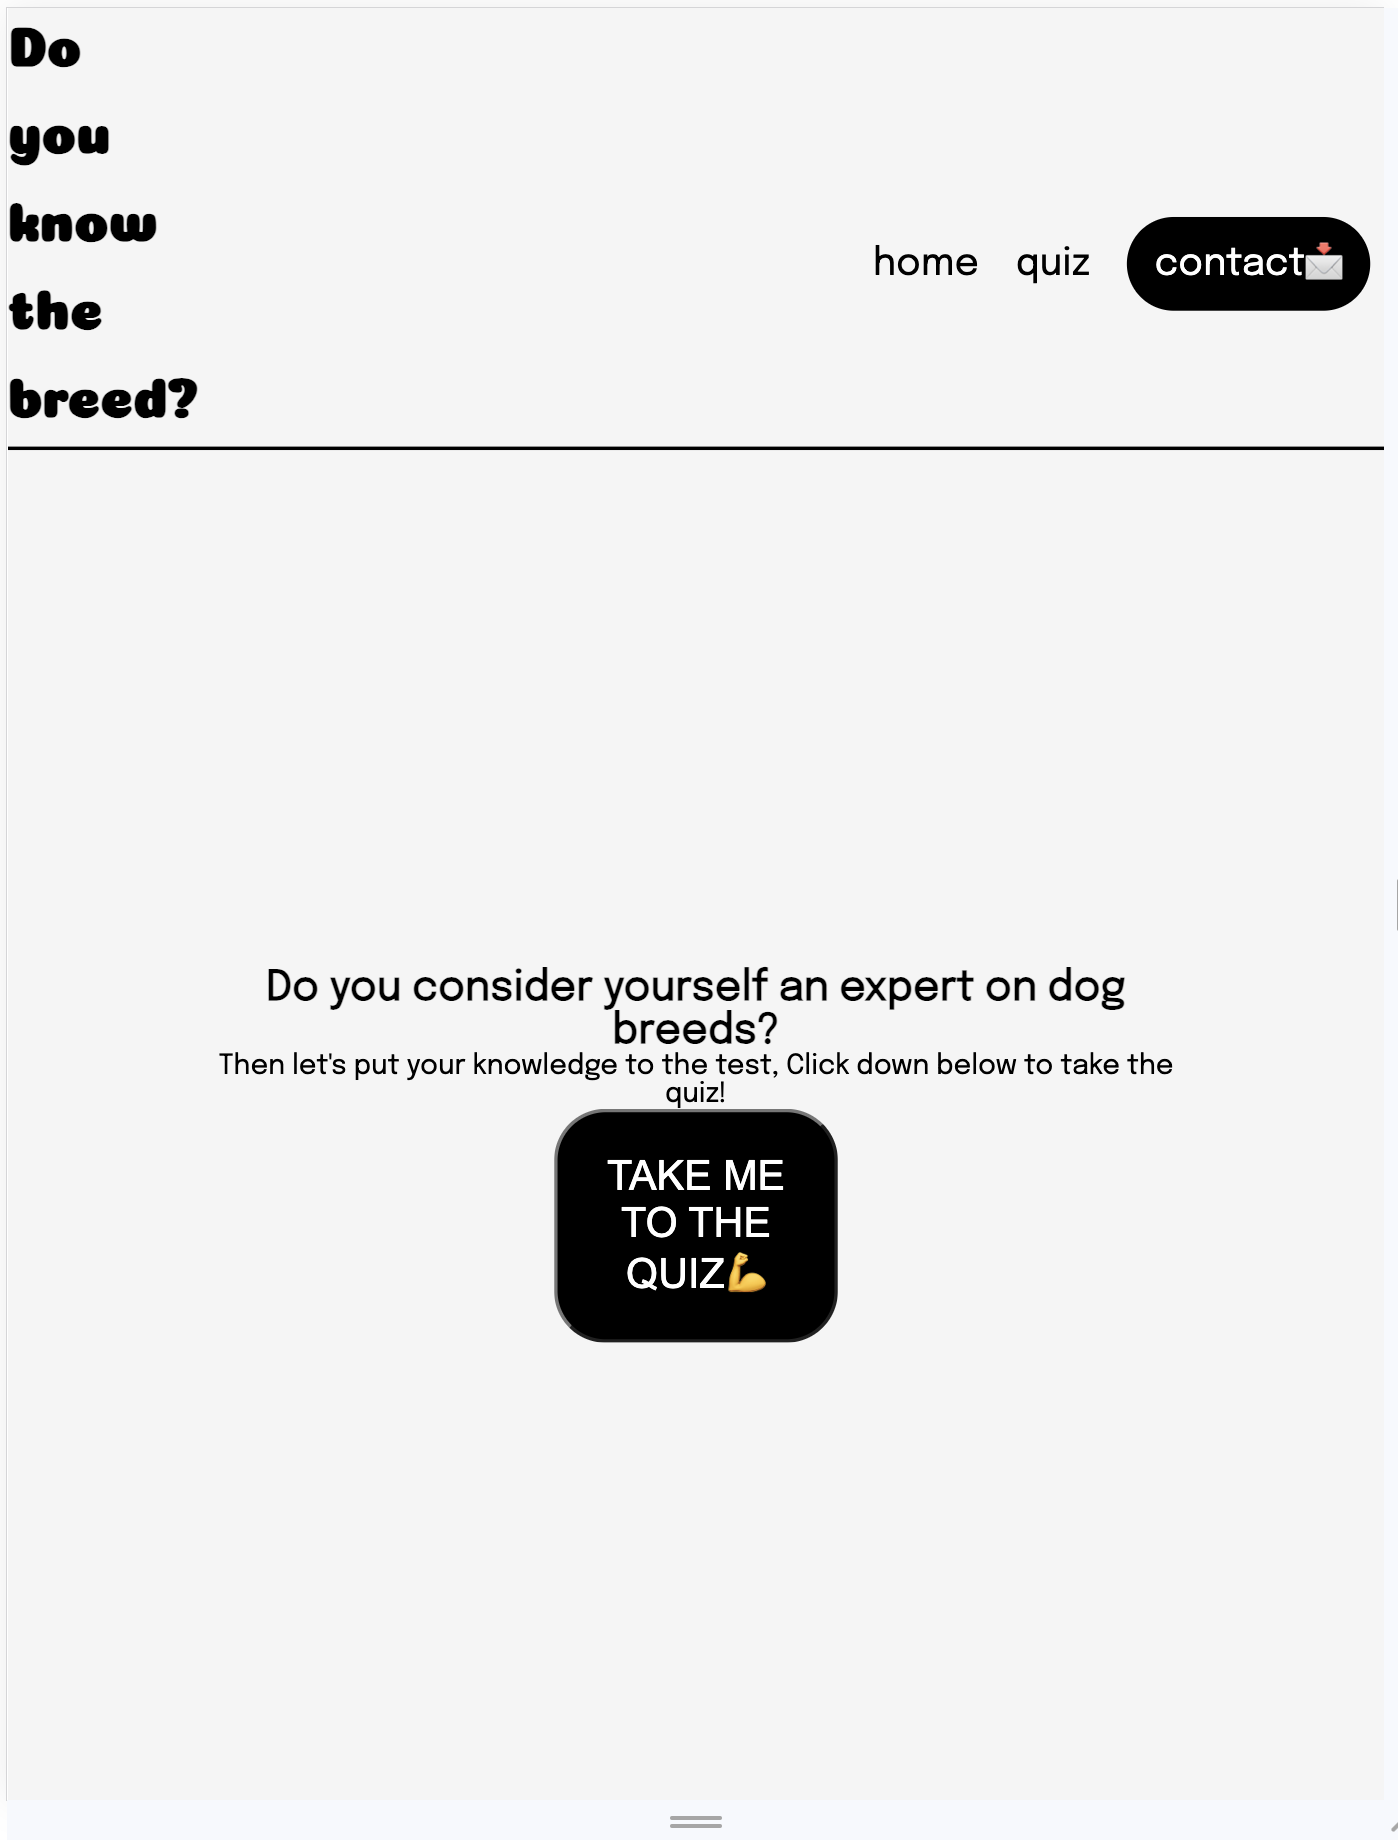 Do
you
know
the
breed?
home quiz contact📩
Do you consider yourself an expert on dog
breeds?
Then let's put your knowledge to the test, Click down below to take the
quiz!
TAKE ME
TO THE
QUIZ💪